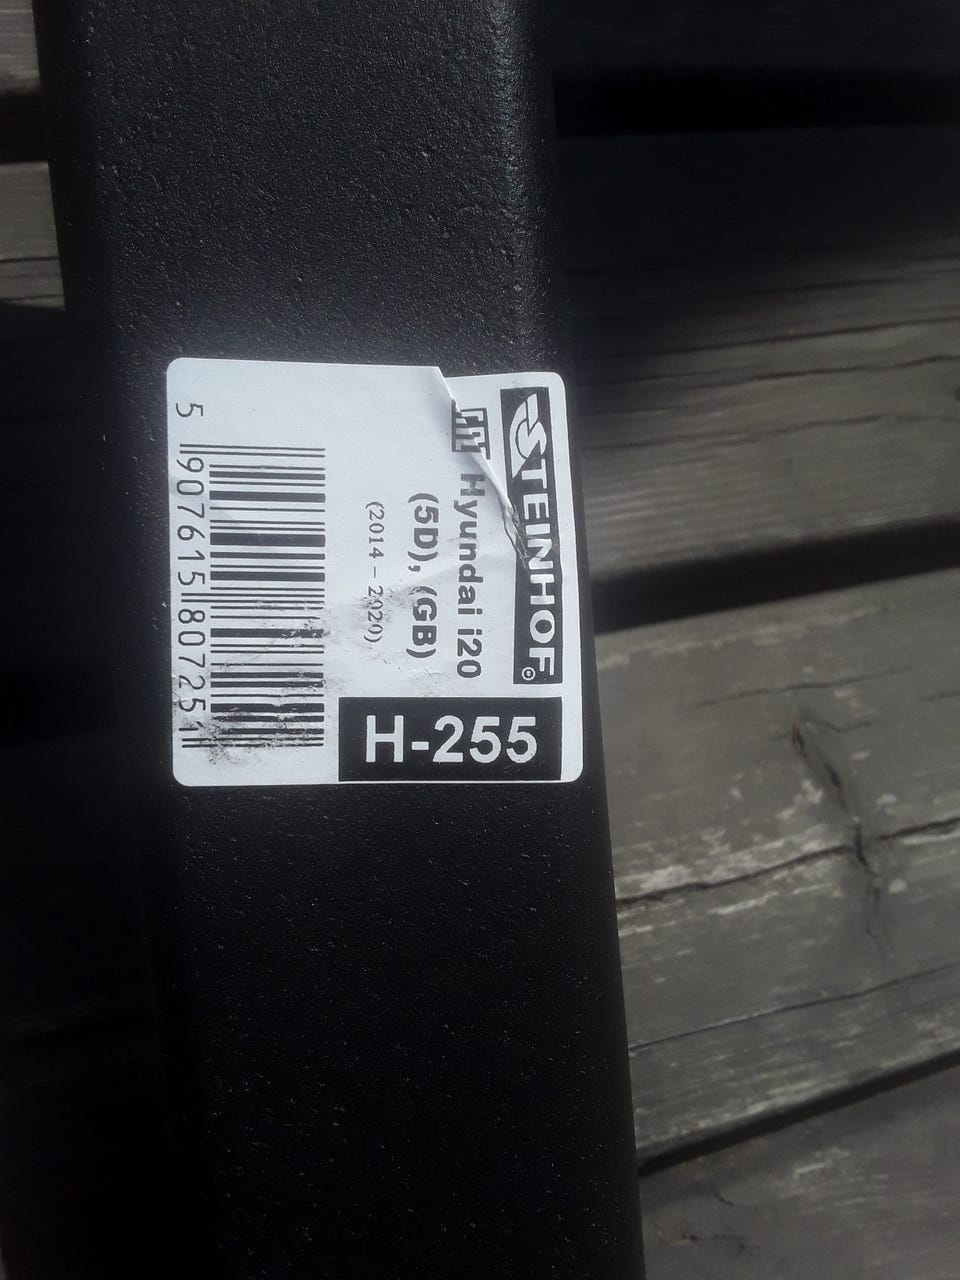 STEINHOF®
Hyundai i20
(5D), (GB)
(2014 – 2020),
H-255
5 907615 807251